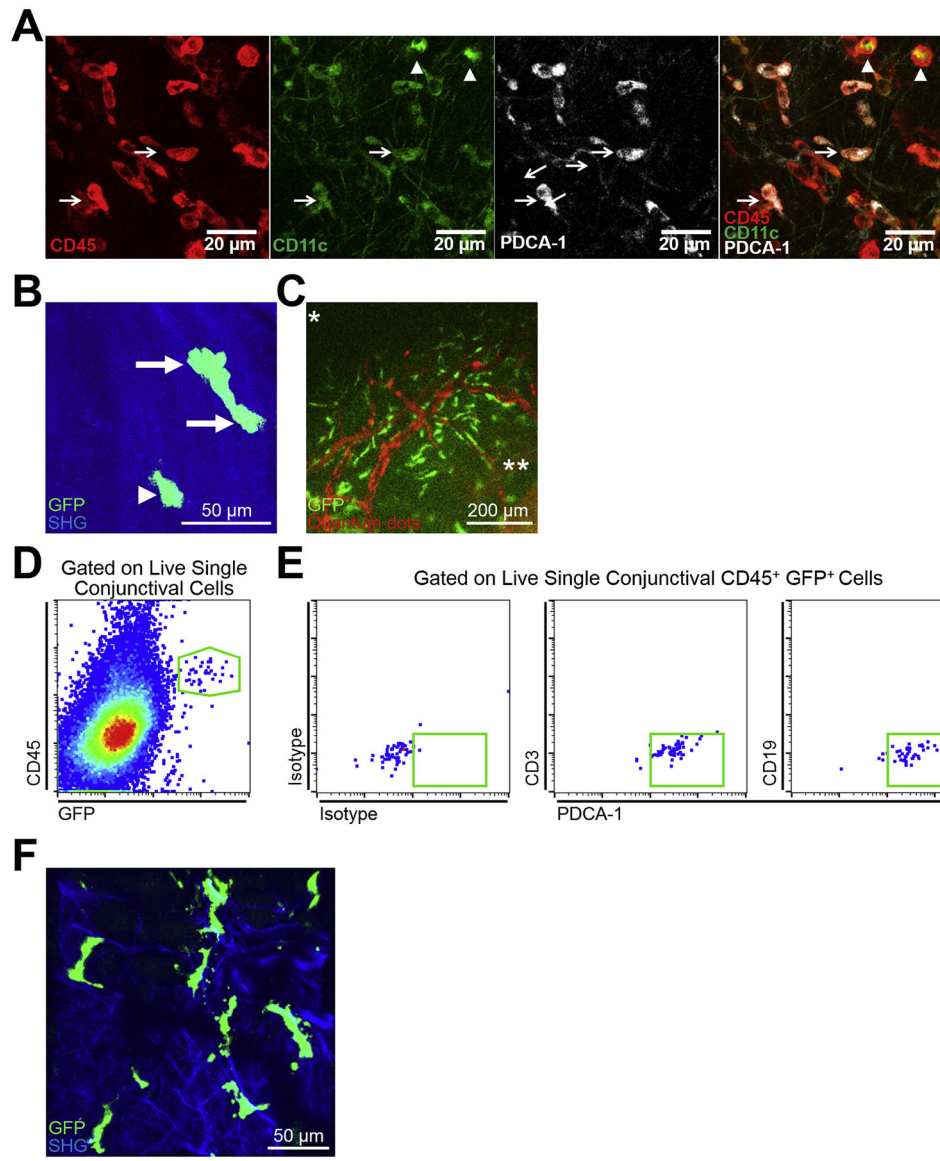 A
CD45
20 µm
CD11c
20 µm
PDCA-1
20 µm
CD45
CD11c
PDCA-1
20 µm
B
GFP
SHG
50 µm
C
*
**
GFP
Quantum dots
200 µm
D
Gated on Live Single
Conjunctival Cells
CD45
GFP
E
Gated on Live Single Conjunctival CD45⁺ GFP⁺ Cells
Isotype
Isotype
CD3
PDCA-1
CD19
F
GFP
SHG
50 µm